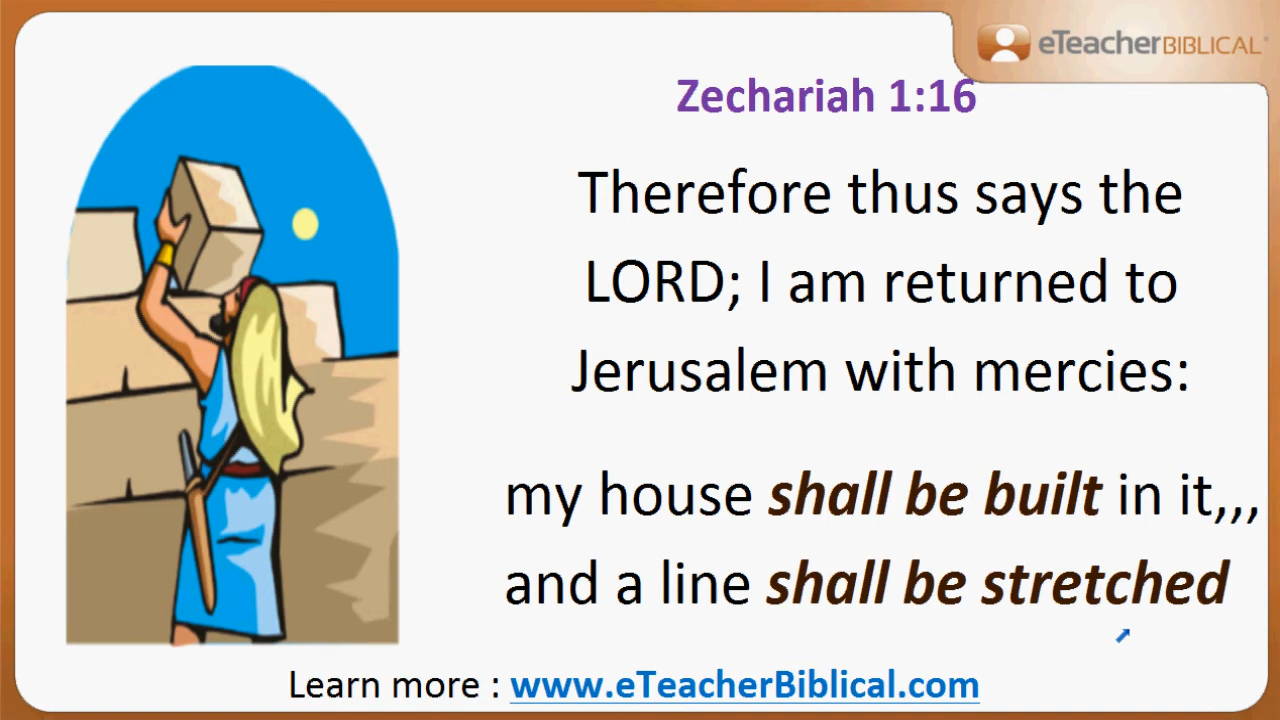 eTeacherBIBLICAL
Zechariah 1:16
Therefore thus says the
LORD; I am returned to
Jerusalem with mercies:
my house shall be built in it,,,
and a line shall be stretched
Learn more : www.eTeacherBiblical.com